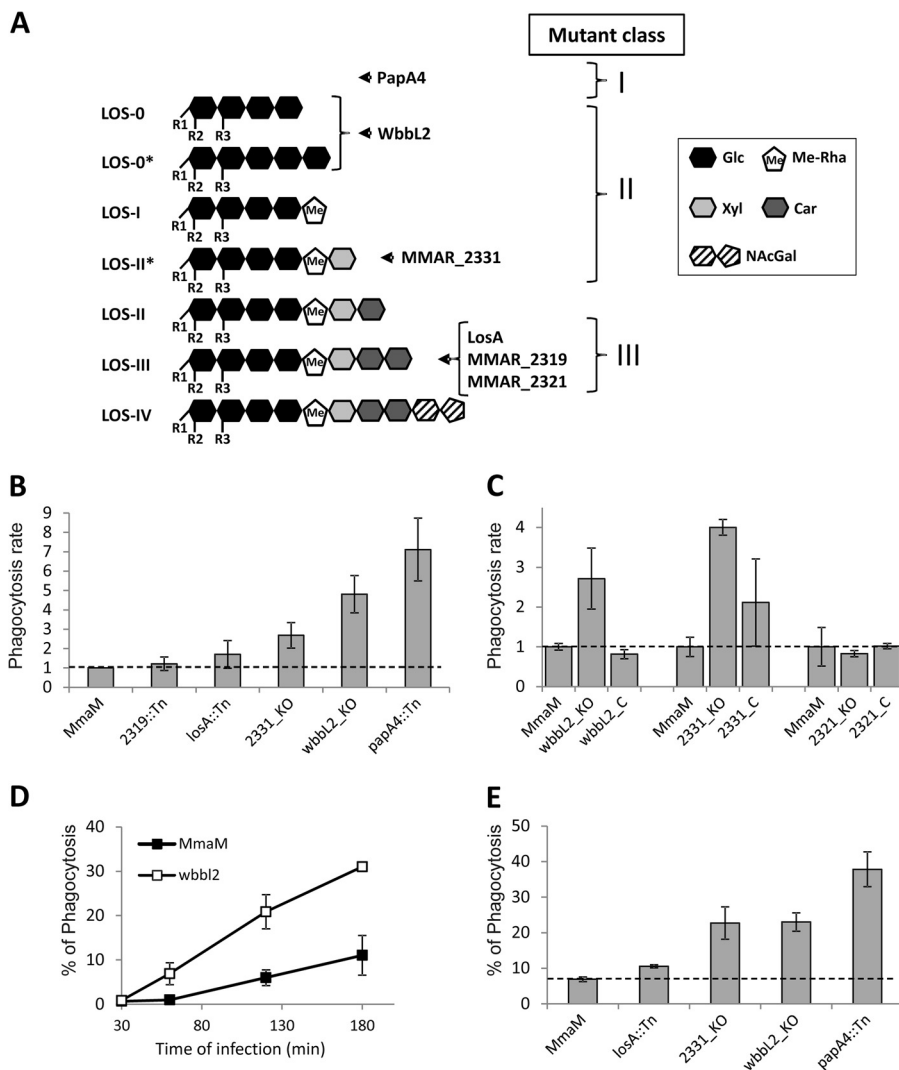 A
Mutant class
PapA4
I
LOS-0
R1
R2
R3
WbbL2
LOS-0*
R1
R2
R3
II
LOS-I
Me
R1
R2
R3
LOS-II*
Me
MMAR_2331
R1
R2
R3
LOS-II
Me
R1
R2
R3
LOS-III
Me
LosA
MMAR_2319
MMAR_2321
III
R1
R2
R3
LOS-IV
Me
R1
R2
R3
Glc
Me
Me-Rha
Xyl
Car
NAcGal
B
Phagocytosis rate
9
8
7
6
5
4
3
2
1
0
MmaM
2319::Tn
losA::Tn
2331_KO
wbbL2_KO
papA4::Tn
C
Phagocytosis rate
4
3
2
1
0
MmaM
wbbL2_KO
wbbL2_C
MmaM
2331_KO
2331_C
MmaM
2321_KO
2321_C
D
% of Phagocytosis
40
30
20
10
0
MmaM
wbbl2
30
80
130
180
Time of infection (min)
E
% of Phagocytosis
50
40
30
20
10
0
MmaM
losA::Tn
2331_KO
wbbL2_KO
papA4::Tn